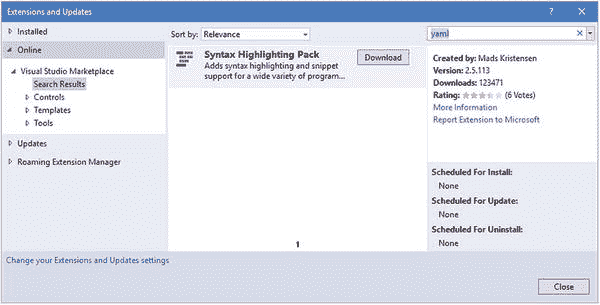 Extensions and Updates
Installed
Online
Visual Studio Marketplace
Search Results
Controls
Templates
Tools
Updates
Roaming Extension Manager
Sort by: Relevance
Syntax Highlighting Pack
Adds syntax highlighting and snippet
support for a wide variety of program...
Download
1
yaml
Created by: Mads Kristensen
Version: 2.5.113
Downloads: 123471
Rating: (6 Votes)
More Information
Report Extension to Microsoft
Scheduled For Install:
None
Scheduled For Update:
None
Scheduled For Uninstall:
None
Change your Extensions and Updates settings
Close